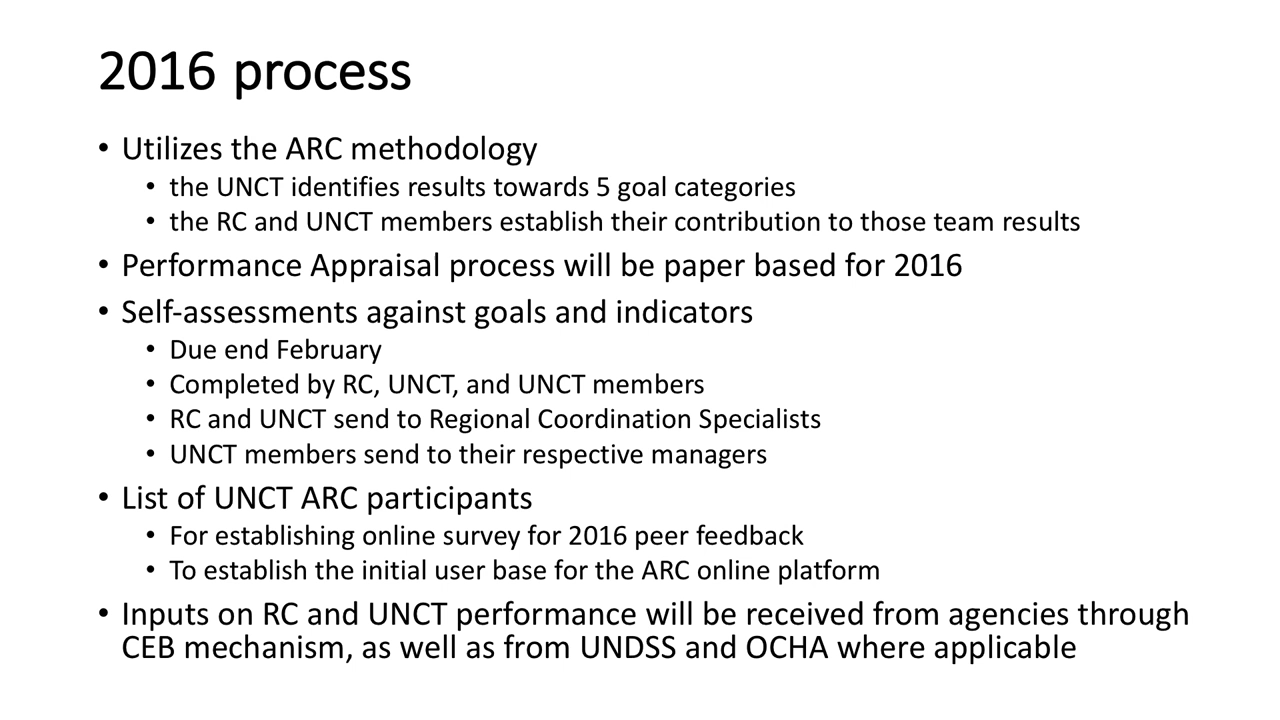 2016 process
• Utilizes the ARC methodology
• the UNCT identifies results towards 5 goal categories
• the RC and UNCT members establish their contribution to those team results
• Performance Appraisal process will be paper based for 2016
• Self-assessments against goals and indicators
• Due end February
• Completed by RC, UNCT, and UNCT members
• RC and UNCT send to Regional Coordination Specialists
• UNCT members send to their respective managers
• List of UNCT ARC participants
• For establishing online survey for 2016 peer feedback
• To establish the initial user base for the ARC online platform
• Inputs on RC and UNCT performance will be received from agencies through
CEB mechanism, as well as from UNDSS and OCHA where applicable